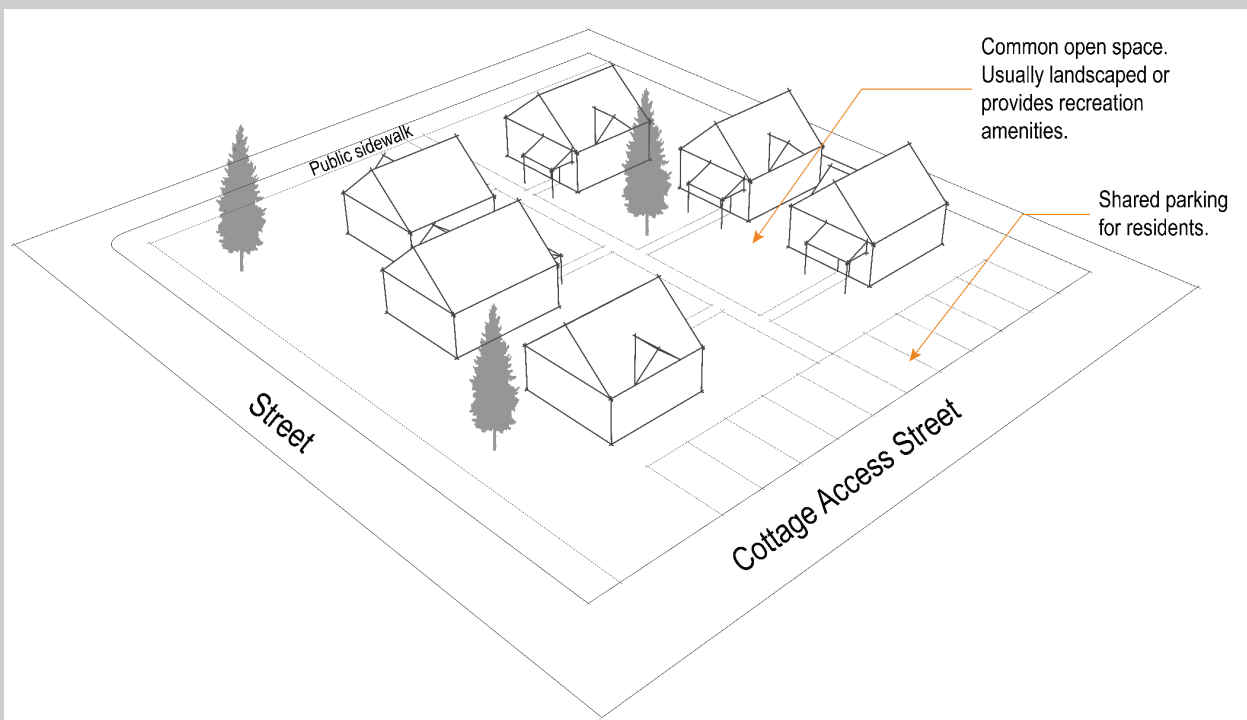 Common open space.
Usually landscaped or
provides recreation
amenities.
Public sidewalk
Shared parking
for residents.
Street
Cottage Access Street